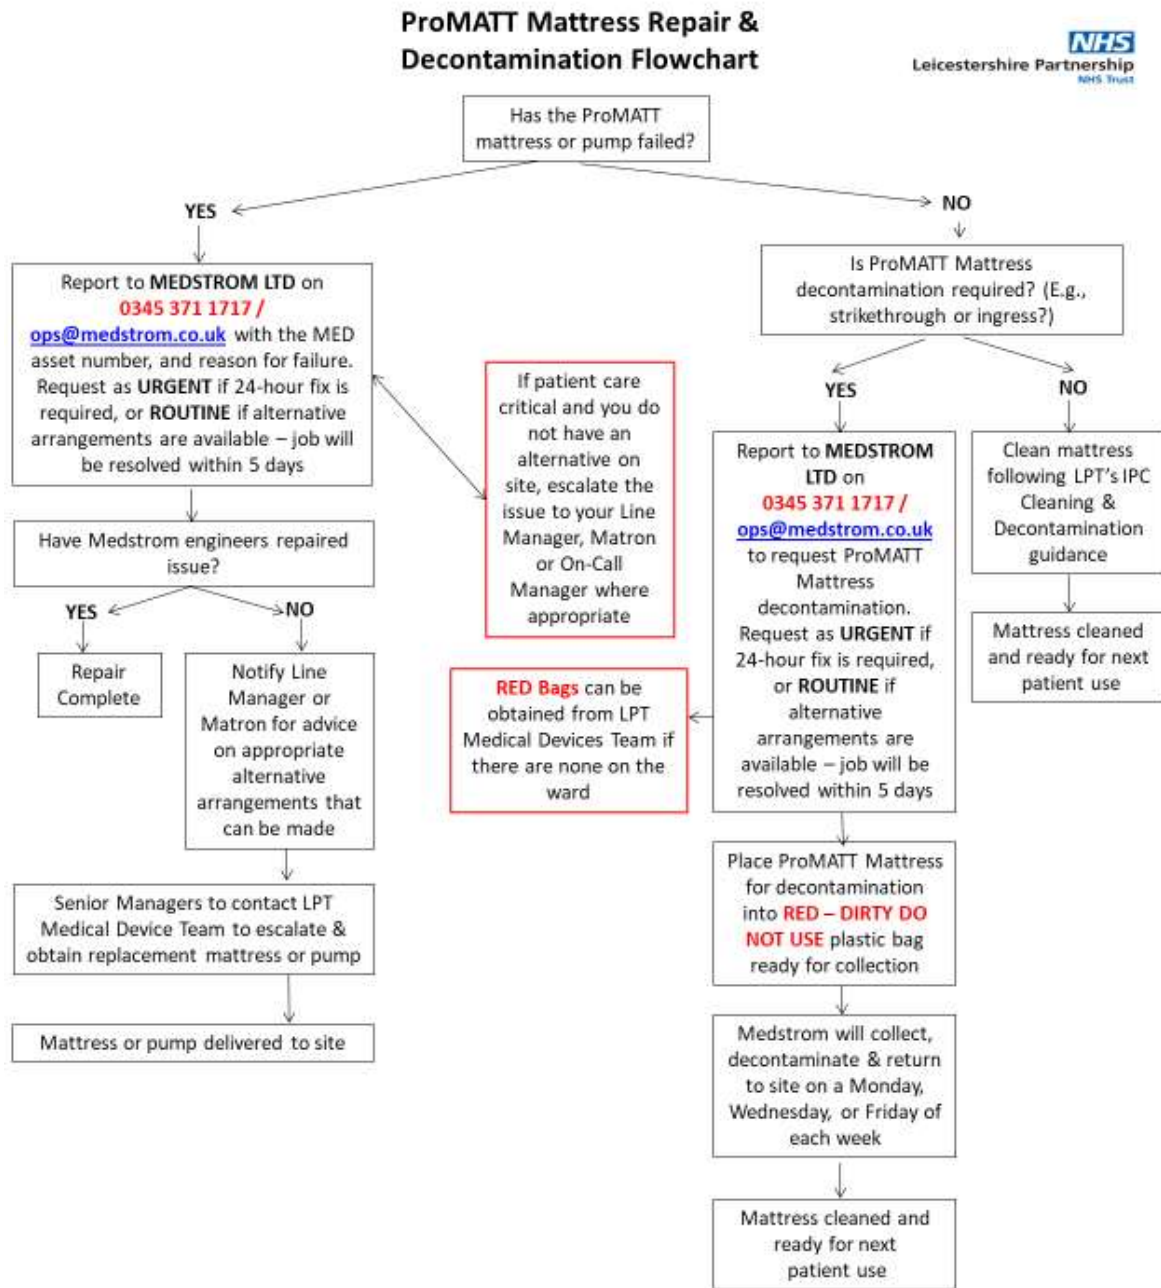 ProMATT Mattress Repair &
Decontamination Flowchart
NHS
Leicestershire Partnership
NHS Trust
Has the ProMATT
mattress or pump failed?
YES
NO
Report to MEDSTROM LTD on
0345 371 1717 /
ops@medstrom.co.uk with the MED
asset number, and reason for failure.
Request as URGENT if 24-hour fix is
required, or ROUTINE if alternative
arrangements are available – job will
be resolved within 5 days
Is ProMATT Mattress
decontamination required? (E.g.,
strikethrough or ingress?)
YES
NO
If patient care
critical and you do
not have an
alternative on
site, escalate the
issue to your Line
Manager, Matron
or On-Call
Manager where
appropriate
Report to MEDSTROM
LTD on
0345 371 1717 /
ops@medstrom.co.uk
to request ProMATT
Mattress
decontamination.
Request as URGENT if
24-hour fix is required,
or ROUTINE if
alternative
arrangements are
available – job will be
resolved within 5 days
Clean mattress
following LPT's IPC
Cleaning &
Decontamination
guidance
Mattress cleaned
and ready for next
patient use
Have Medstrom engineers repaired
issue?
YES
NO
Repair
Complete
Notify Line
Manager or
Matron for advice
on appropriate
alternative
arrangements that
can be made
RED Bags can be
obtained from LPT
Medical Devices Team if
there are none on the
ward
Senior Managers to contact LPT
Medical Device Team to escalate &
obtain replacement mattress or pump
Mattress or pump delivered to site
Place ProMATT Mattress
for decontamination
into RED – DIRTY DO
NOT USE plastic bag
ready for collection
Medstrom will collect,
decontaminate & return
to site on a Monday,
Wednesday, or Friday of
each week
Mattress cleaned and
ready for next
patient use